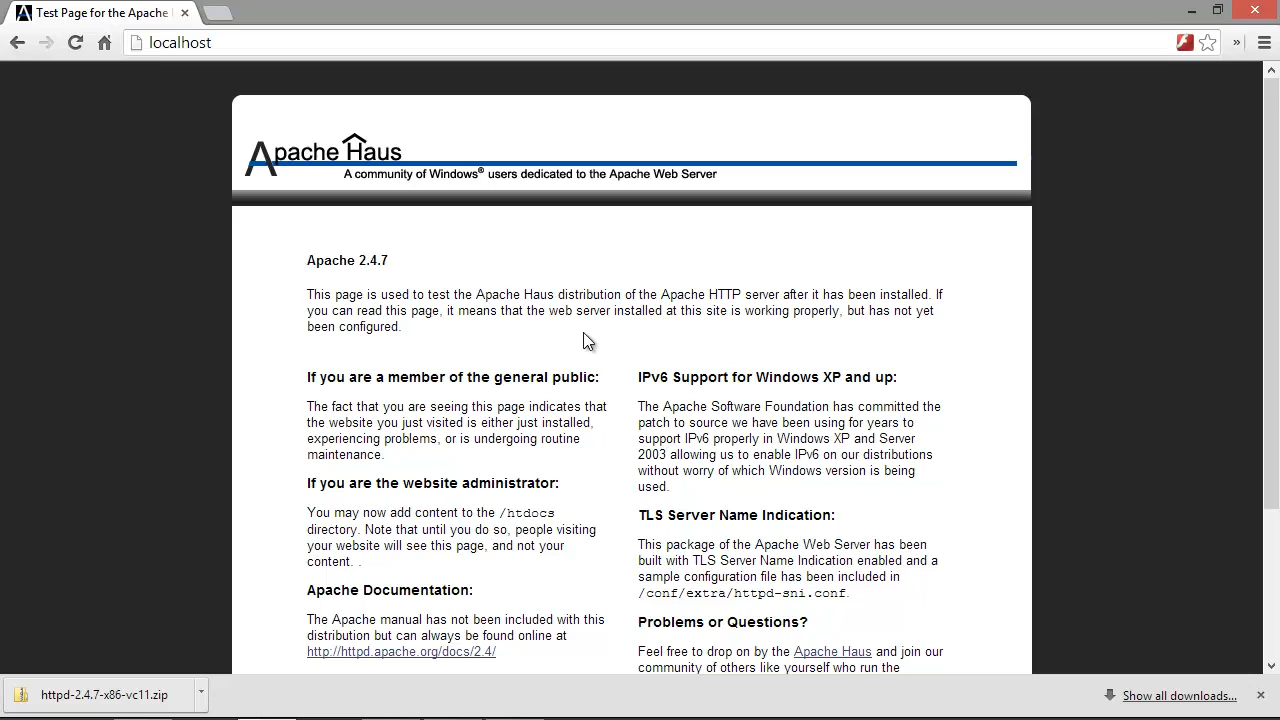 Test Page for the Apache
localhost
Apache Haus
A community of Windows® users dedicated to the Apache Web Server
Apache 2.4.7
This page is used to test the Apache Haus distribution of the Apache HTTP server after it has been installed. If
you can read this page, it means that the web server installed at this site is working properly, but has not yet
been configured.
If you are a member of the general public:
The fact that you are seeing this page indicates that
the website you just visited is either just installed,
experiencing problems, or is undergoing routine
maintenance.
If you are the website administrator:
You may now add content to the /htdocs
directory. Note that until you do so, people visiting
your website will see this page, and not your
content. .
Apache Documentation:
The Apache manual has not been included with this
distribution but can always be found online at
http://httpd.apache.org/docs/2.4/
IPv6 Support for Windows XP and up:
The Apache Software Foundation has committed the
patch to source we have been using for years to
support IPv6 properly in Windows XP and Server
2003 allowing us to enable IPv6 on our distributions
without worry of which Windows version is being
used.
TLS Server Name Indication:
This package of the Apache Web Server has been
built with TLS Server Name Indication enabled and a
sample configuration file has been included in
/conf/extra/httpd-sni.conf.
Problems or Questions?
Feel free to drop on by the Apache Haus and join our
community of others like yourself who run the
httpd-2.4.7-x86-vc11.zip
Show all downloads...